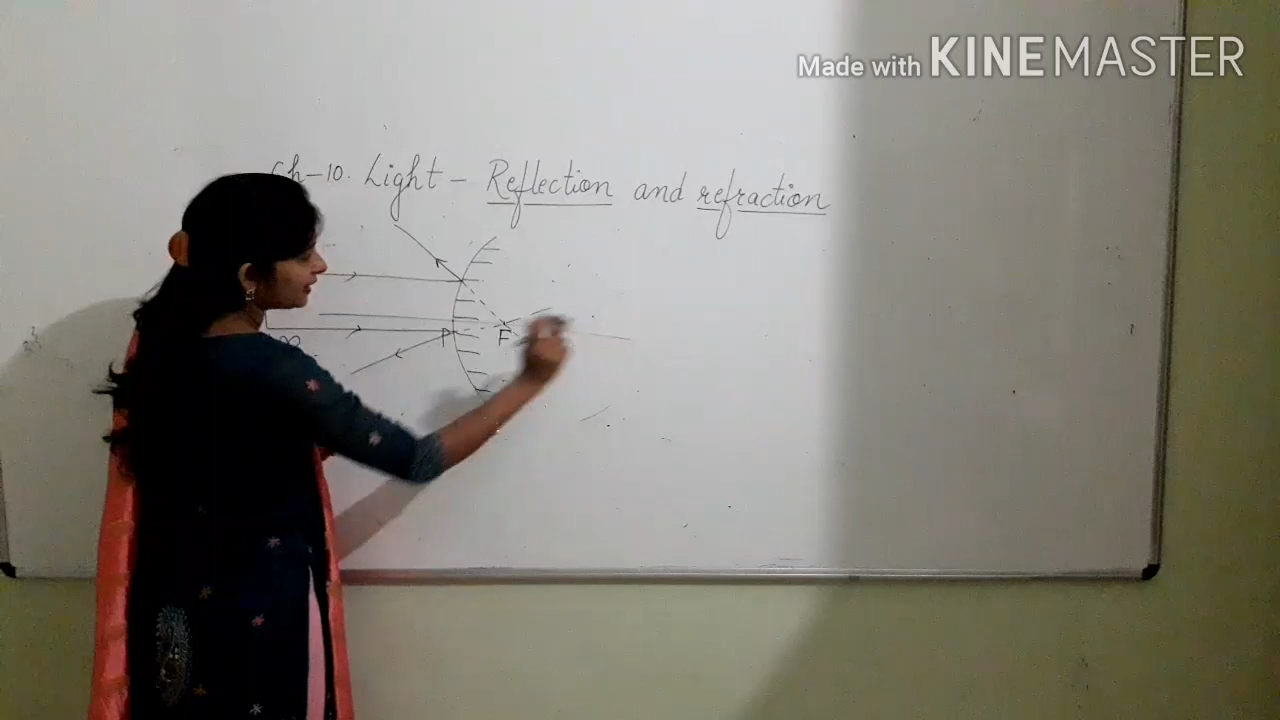 Made with KINEMASTER
Ch-10. Light - Reflection and refraction
P F
∞